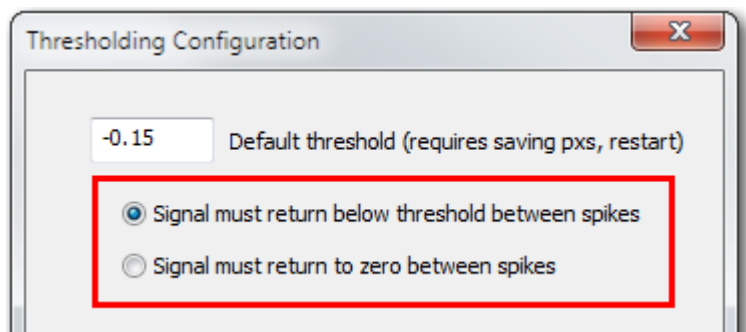 Thresholding Configuration
-0.15 Default threshold (requires saving pxs, restart)
Signal must return below threshold between spikes
Signal must return to zero between spikes